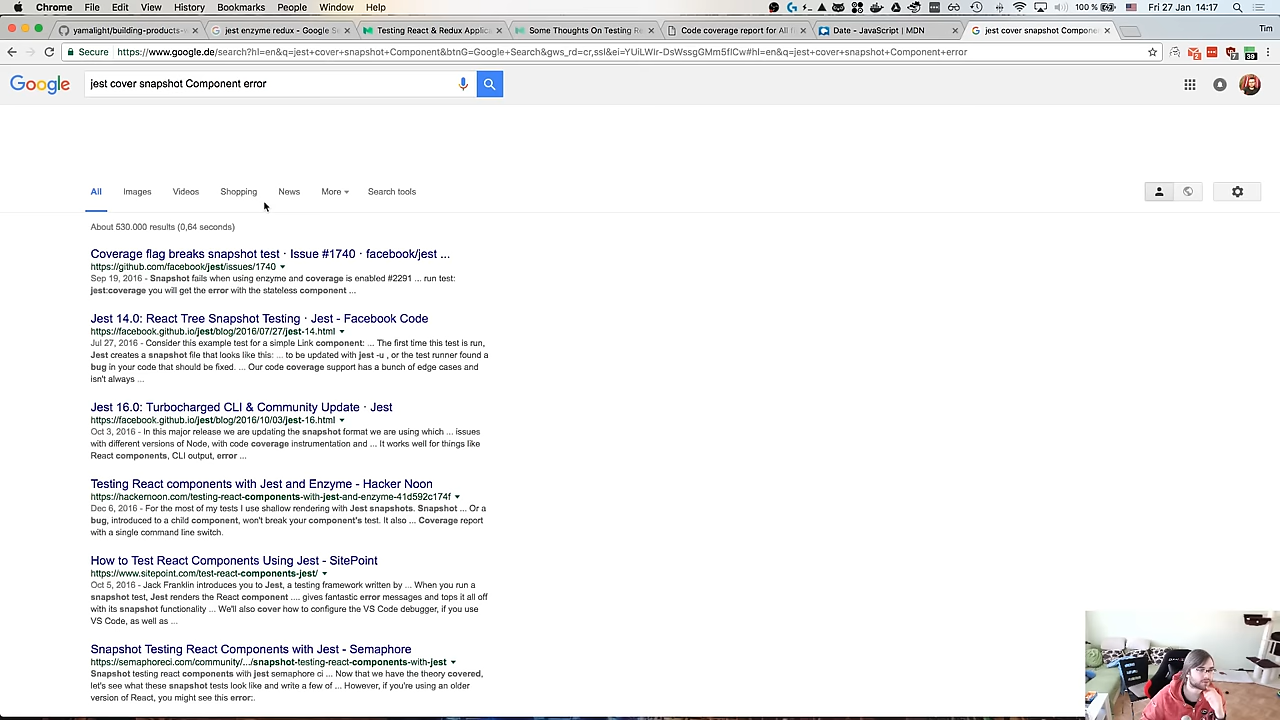 Chrome File Edit View History Bookmarks People Window Help
100 % Fri 27 Jan 14:17
yamalight/building-products-
jest enzyme redux - Google S
Testing React & Redux Applica
Some Thoughts On Testing Re
Code coverage report for All f
Date - JavaScript | MDN
jest cover snapshot Compone
Tim
Secure https://www.google.de/search?hl=en&q=jest+cover+snapshot+Component&btnG=Google+Search&gws_rd=cr,ssl&ei=YUiLWIr-DsWssgGMm5fICw#hl=en&q=jest+cover+snapshot+Component+error
Google
jest cover snapshot Component error
All Images Videos Shopping News More Search tools
About 530.000 results (0,64 seconds)
Coverage flag breaks snapshot test · Issue #1740 · facebook/jest ...
https://github.com/facebook/jest/issues/1740
Sep 19, 2016 - Snapshot fails when using enzyme and coverage is enabled #2291 ... run test:
jest:coverage you will get the error with the stateless component ...
Jest 14.0: React Tree Snapshot Testing · Jest - Facebook Code
https://facebook.github.io/jest/blog/2016/07/27/jest-14.html
Jul 27, 2016 - Consider this example test for a simple Link component: ... The first time this test is run,
Jest creates a snapshot file that looks like this: ... to be updated with jest -u , or the test runner found a
bug in your code that should be fixed. ... Our code coverage support has a bunch of edge cases and
isn't always ...
Jest 16.0: Turbocharged CLI & Community Update · Jest
https://facebook.github.io/jest/blog/2016/10/03/jest-16.html
Oct 3, 2016 - In this major release we are updating the snapshot format we are using which ... issues
with different versions of Node, with code coverage instrumentation and ... It works well for things like
React components, CLI output, error ...
Testing React components with Jest and Enzyme - Hacker Noon
https://hackernoon.com/testing-react-components-with-jest-and-enzyme-41d592c174f
Dec 6, 2016 - For the most of my tests I use shallow rendering with Jest snapshots. Snapshot ... Or a
bug, introduced to a child component, won't break your component's test. It also ... Coverage report
with a single command line switch.
How to Test React Components Using Jest - SitePoint
https://www.sitepoint.com/test-react-components-jest/
Oct 5, 2016 - Jack Franklin introduces you to Jest, a testing framework written by ... When you run a
snapshot test, Jest renders the React component .... gives fantastic error messages and tops it all off
with its snapshot functionality ... We'll also cover how to configure the VS Code debugger, if you use
VS Code, as well as ...
Snapshot Testing React Components with Jest - Semaphore
https://semaphoreci.com/community/.../snapshot-testing-react-components-with-jest
Snapshot testing react components with jest semaphore ci ... Now that we have the theory covered,
let's see what these snapshot tests look like and write a few of ... However, if you're using an older
version of React, you might see this error:.